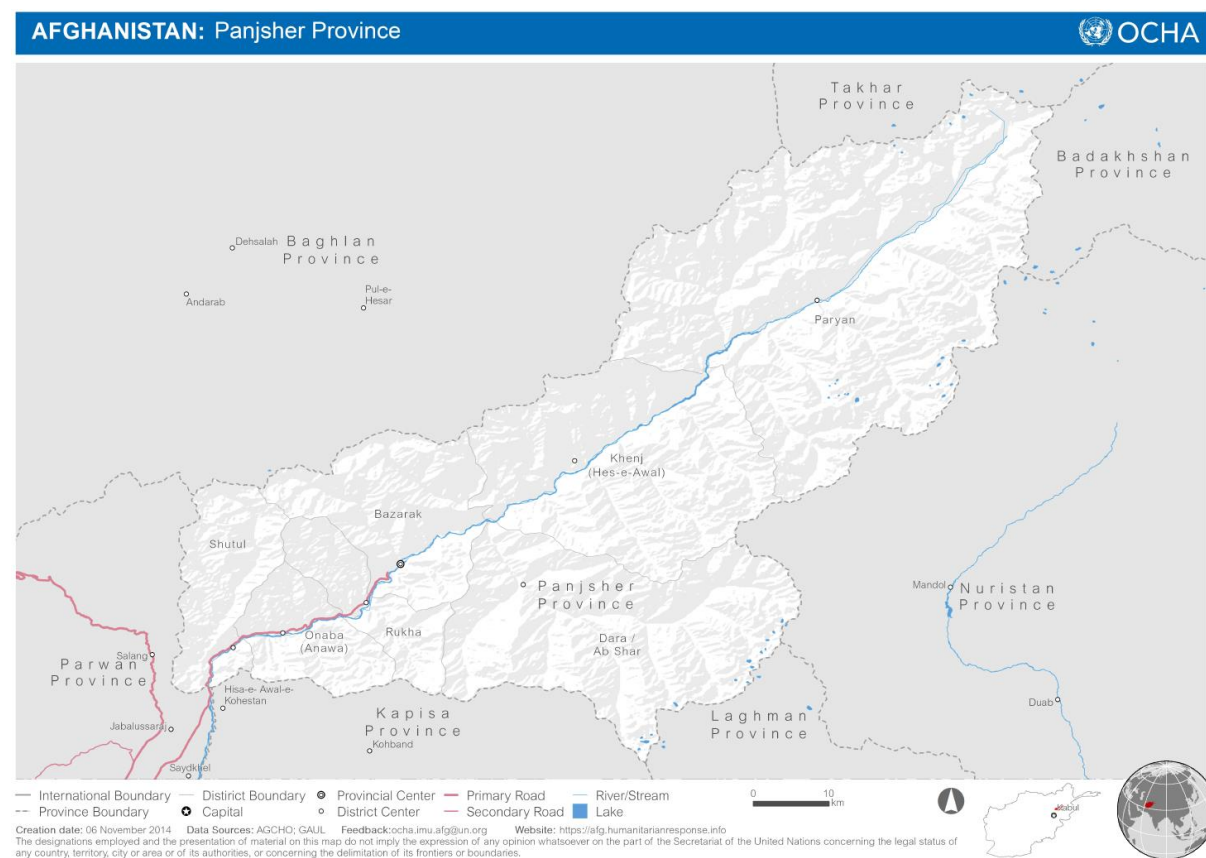 AFGHANISTAN: Panjsher Province
OCHA
Takhar
Province
Badakhshan
Province
Dehsalah
Baghlan
Province
Andarab
Pul-e-
Hesar
Paryan
Khenj
(Hes-e-Awal)
Bazarak
Shutul
Panjsher
Province
Mandol
Nuristan
Province
Onaba
(Anawa)
Rukha
Dara /
Ab Shar
Salang
Parwan
Province
Hisa-e- Awal-e-
Kohestan
Kapisa
Province
Laghman
Province
Duab
Jabalussaraj
Kohband
Saydkhel
International Boundary
District Boundary
Provincial Center
Primary Road
River/Stream
0
10
km
Province Boundary
Capital
District Center
Secondary Road
Lake
Kabul
Creation date: 06 November 2014 Data Sources: AGCHO; GAUL Feedback:ocha.imu.afg@un.org Website: https://afg.humanitarianresponse.info
The designations employed and the presentation of material on this map do not imply the expression of any opinion whatsoever on the part of the Secretariat of the United Nations concerning the legal status of
any country, territory, city or area or of its authorities, or concerning the delimitation of its frontiers or boundaries.